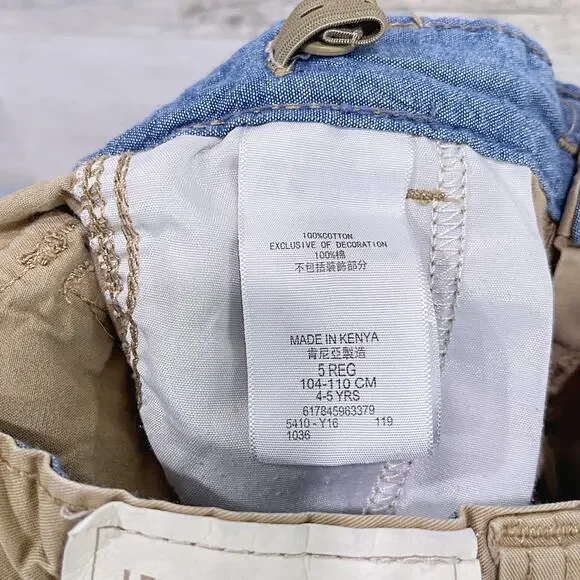 100%COTTON
EXCLUSIVE OF DECORATION
100%棉
不包括裝飾部分
MADE IN KENYA
肯尼亞製造
5 REG
104-110 CM
4-5 YRS
617845963379
5410 - Y16 119
1036